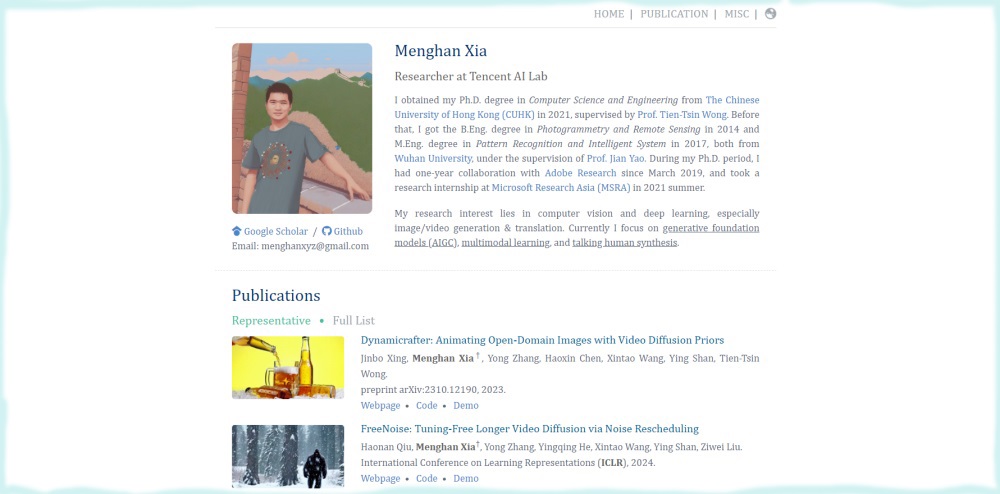 HOME | PUBLICATION | MISC |
Menghan Xia
Researcher at Tencent AI Lab
I obtained my Ph.D. degree in Computer Science and Engineering from The Chinese
University of Hong Kong (CUHK) in 2021, supervised by Prof. Tien-Tsin Wong. Before
that, I got the B.Eng. degree in Photogrammetry and Remote Sensing in 2014 and
M.Eng. degree in Pattern Recognition and Intelligent System in 2017, both from
Wuhan University, under the supervision of Prof. Jian Yao. During my Ph.D. period, I
had one-year collaboration with Adobe Research since March 2019, and took a
research internship at Microsoft Research Asia (MSRA) in 2021 summer.
My research interest lies in computer vision and deep learning, especially
image/video generation & translation. Currently I focus on generative foundation
models (AIGC), multimodal learning, and talking human synthesis.
Google Scholar / Github
Email: menghanxyz@gmail.com
Publications
Representative • Full List
Dynamicrafter: Animating Open-Domain Images with Video Diffusion Priors
Jinbo Xing, Menghan Xia†, Yong Zhang, Haoxin Chen, Xintao Wang, Ying Shan, Tien-Tsin
Wong.
preprint arXiv:2310.12190, 2023.
Webpage • Code • Demo
FreeNoise: Tuning-Free Longer Video Diffusion via Noise Rescheduling
Haonan Qiu, Menghan Xia†, Yong Zhang, Yingqing He, Xintao Wang, Ying Shan, Ziwei Liu.
International Conference on Learning Representations (ICLR), 2024.
Webpage • Code • Demo